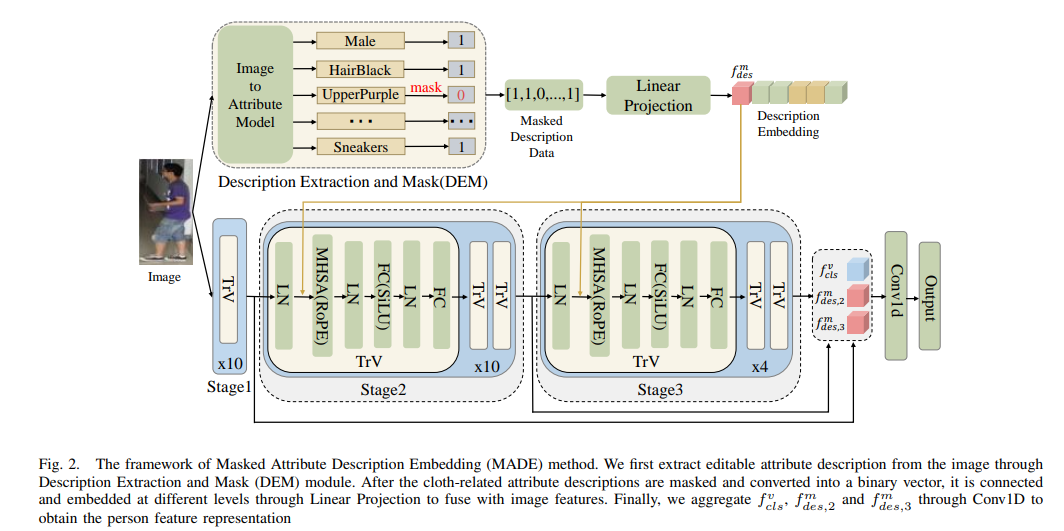 Image
to
Attribute
Model
Male
1
HairBlack
1
UpperPurple
mask
0
...
...
Sneakers
1
Description Extraction and Mask(DEM)
[1,1,0,...,1]
Masked
Description
Data
Linear
Projection
f^m_des
Description
Embedding
Image
TrV
x10
Stage1
LN
MHSA(RoPE)
LN
FC(SiLU)
LN
FC
TrV
TrV
TrV
x10
Stage2
LN
MHSA(RoPE)
LN
FC(SiLU)
LN
FC
TrV
TrV
TrV
x4
Stage3
f^v_cls
f^m_des,2
f^m_des,3
Conv1d
Output
Fig. 2. The framework of Masked Attribute Description Embedding (MADE) method. We first extract editable attribute description from the image through
Description Extraction and Mask (DEM) module. After the cloth-related attribute descriptions are masked and converted into a binary vector, it is connected
and embedded at different levels through Linear Projection to fuse with image features. Finally, we aggregate f^v_cls, f^m_des,2 and f^m_des,3 through Conv1D to
obtain the person feature representation